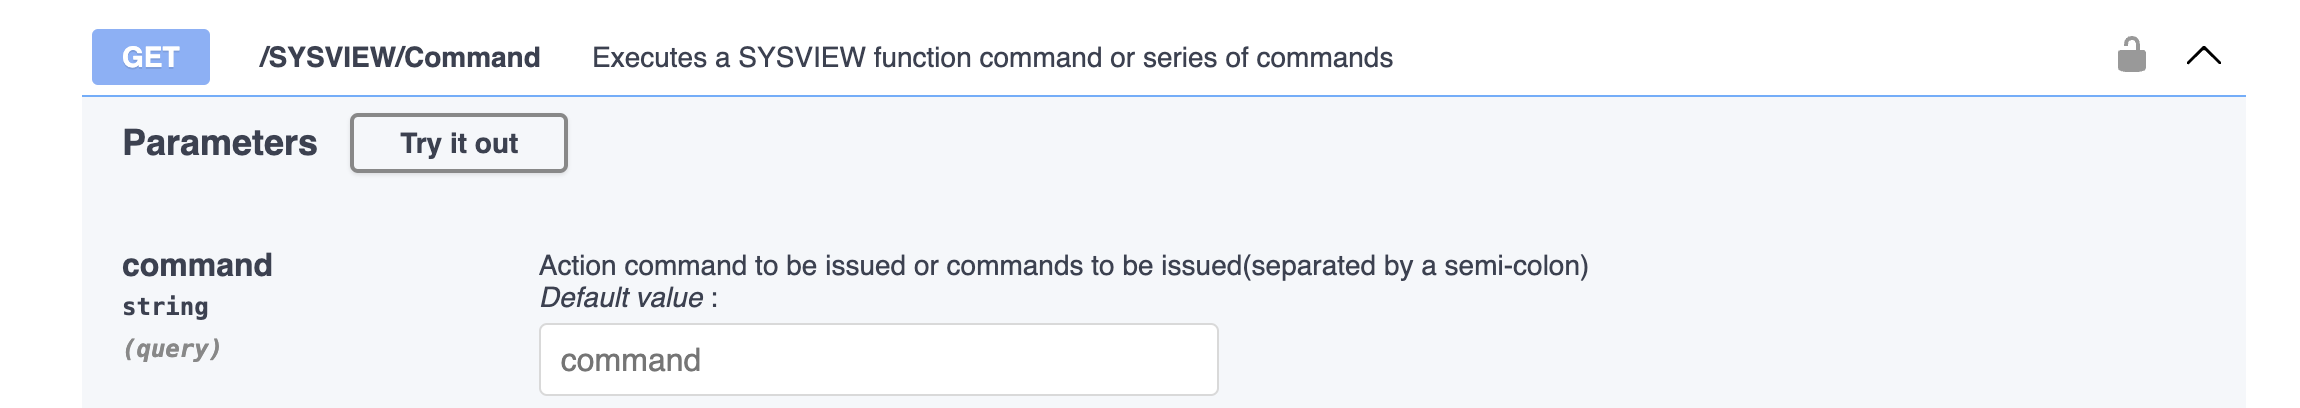 GET /SYSVIEW/Command Executes a SYSVIEW function command or series of commands
Parameters Try it out
command Action command to be issued or commands to be issued(separated by a semi-colon)
string Default value :
(query) command